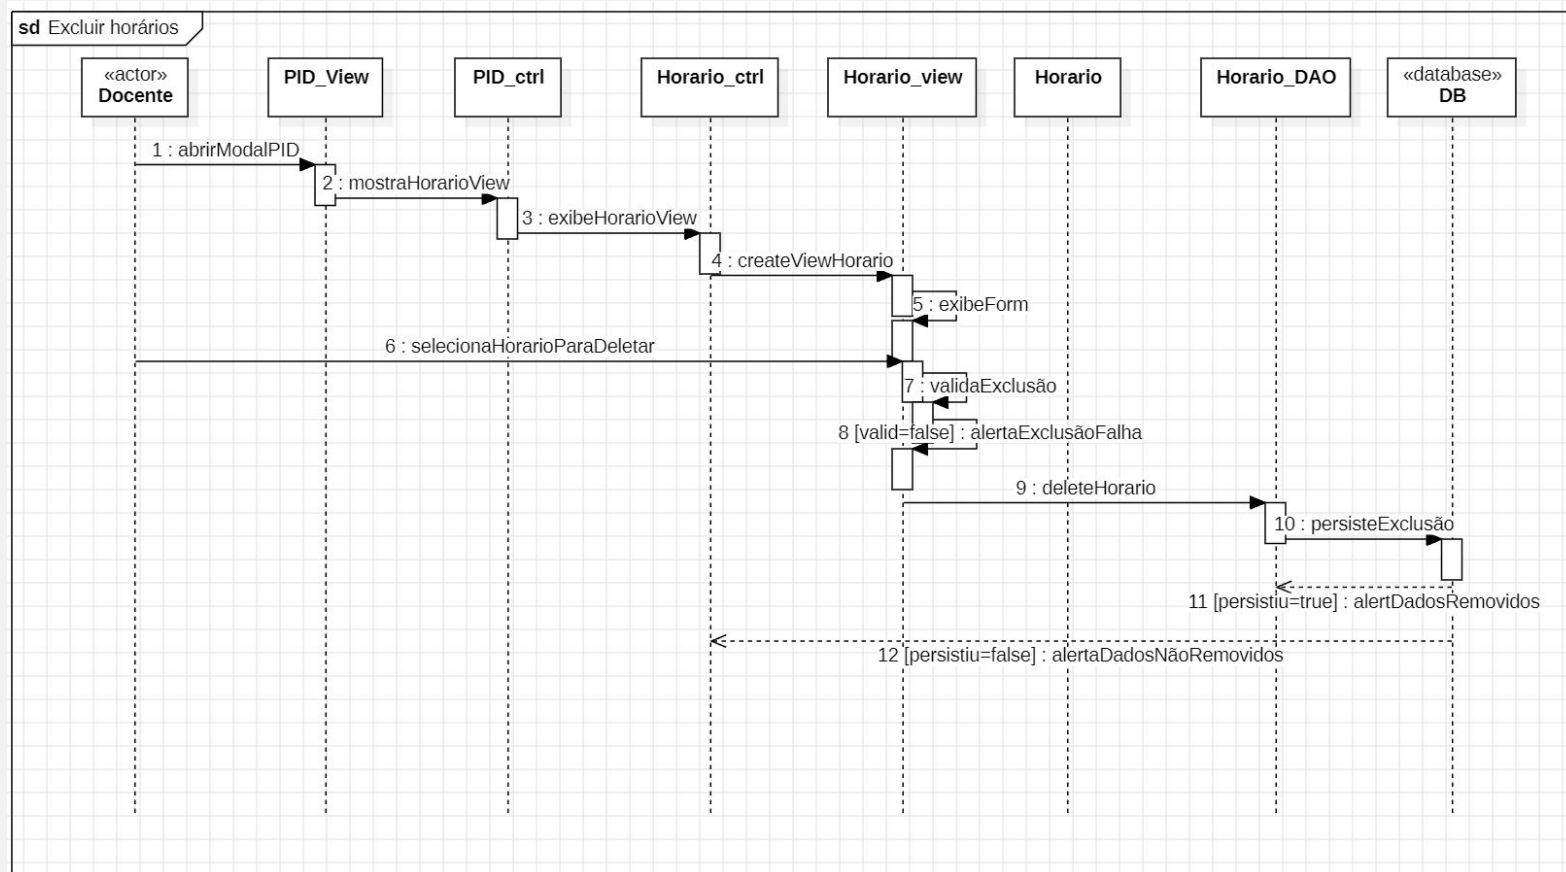 sd Excluir horários
«actor»
Docente
PID_View
PID_ctrl
Horario_ctrl
Horario_view
Horario
Horario_DAO
«database»
DB
1 : abrirModalPID
2 : mostraHorarioView
3 : exibeHorarioView
4 : createViewHorario
5 : exibeForm
6 : selecionaHorarioParaDeletar
7 : validaExclusão
8 [valid=false] : alertaExclusãoFalha
9 : deleteHorario
10 : persisteExclusão
11 [persistiu=true] : alertDadosRemovidos
12 [persistiu=false] : alertaDadosNãoRemovidos